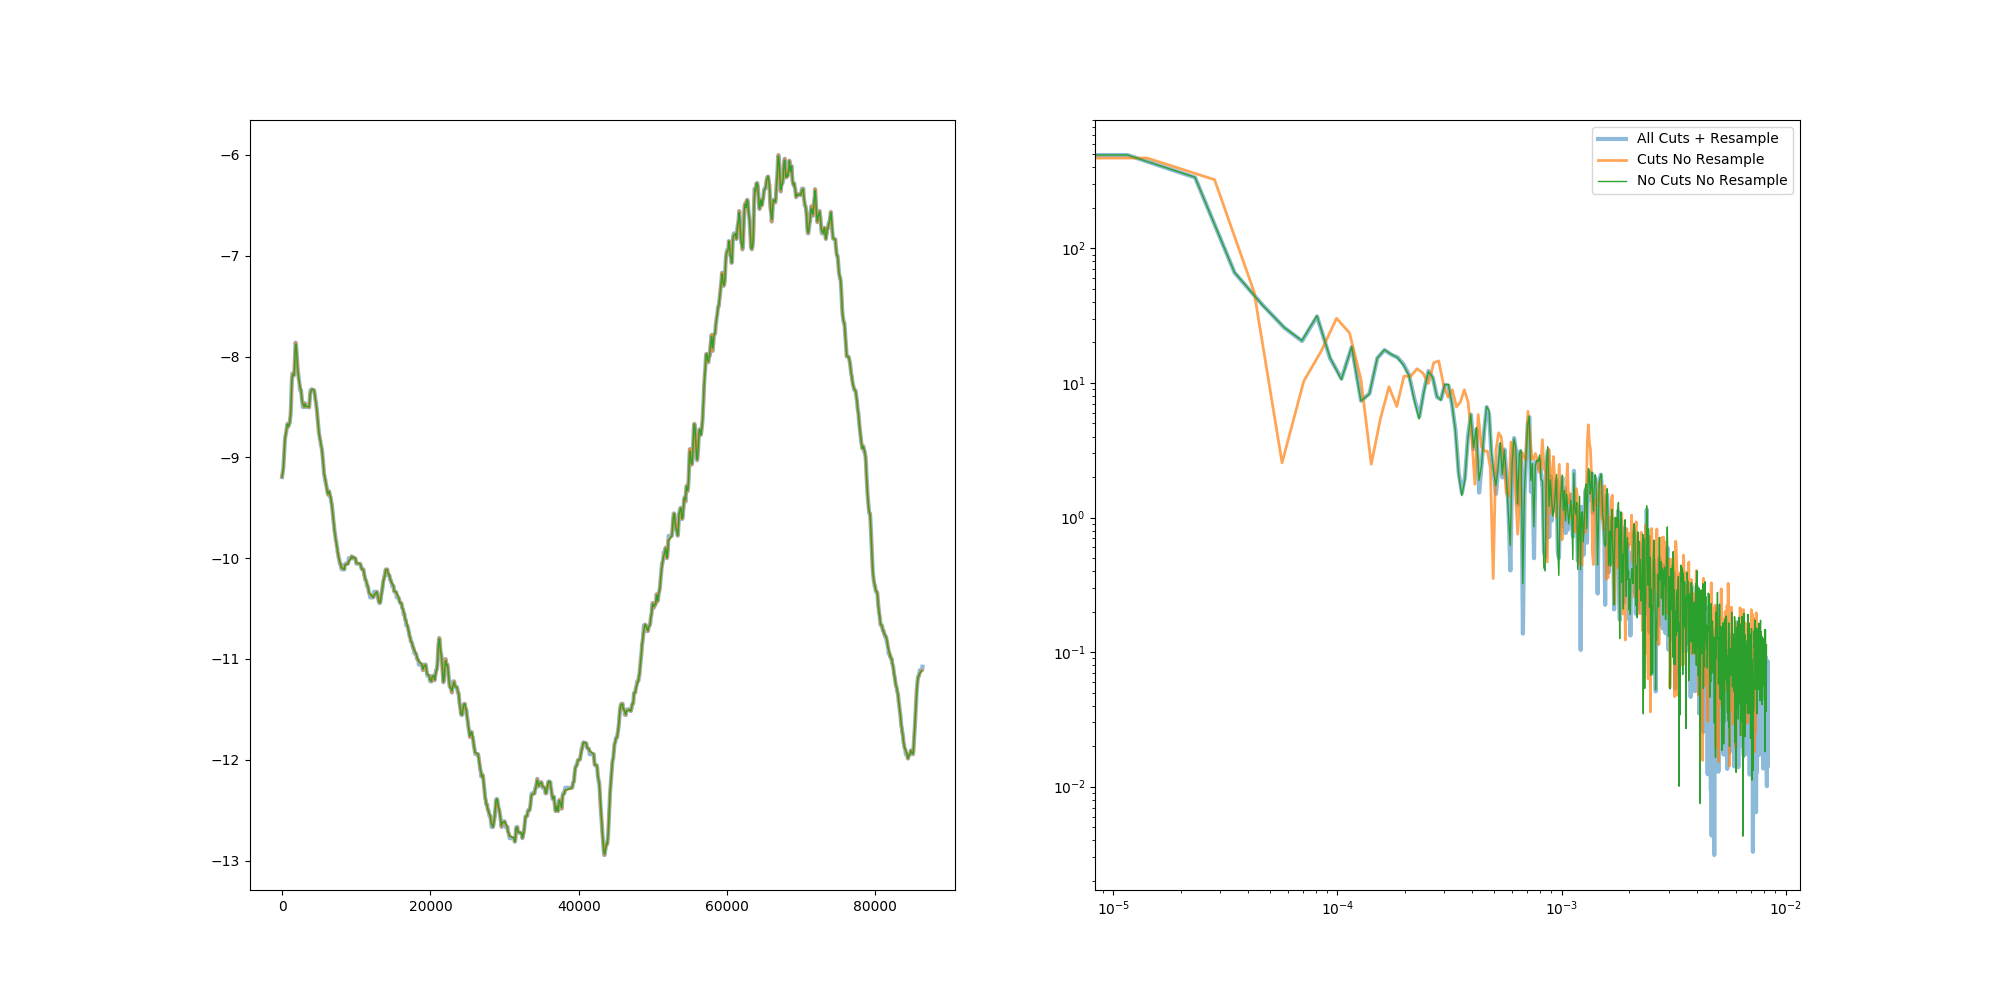 −6
−7
−8
−9
−10
−11
−12
−13
0 20000 40000 60000 80000
All Cuts + Resample
Cuts No Resample
No Cuts No Resample
10²
10¹
10⁰
10⁻¹
10⁻²
10⁻⁵ 10⁻⁴ 10⁻³ 10⁻²